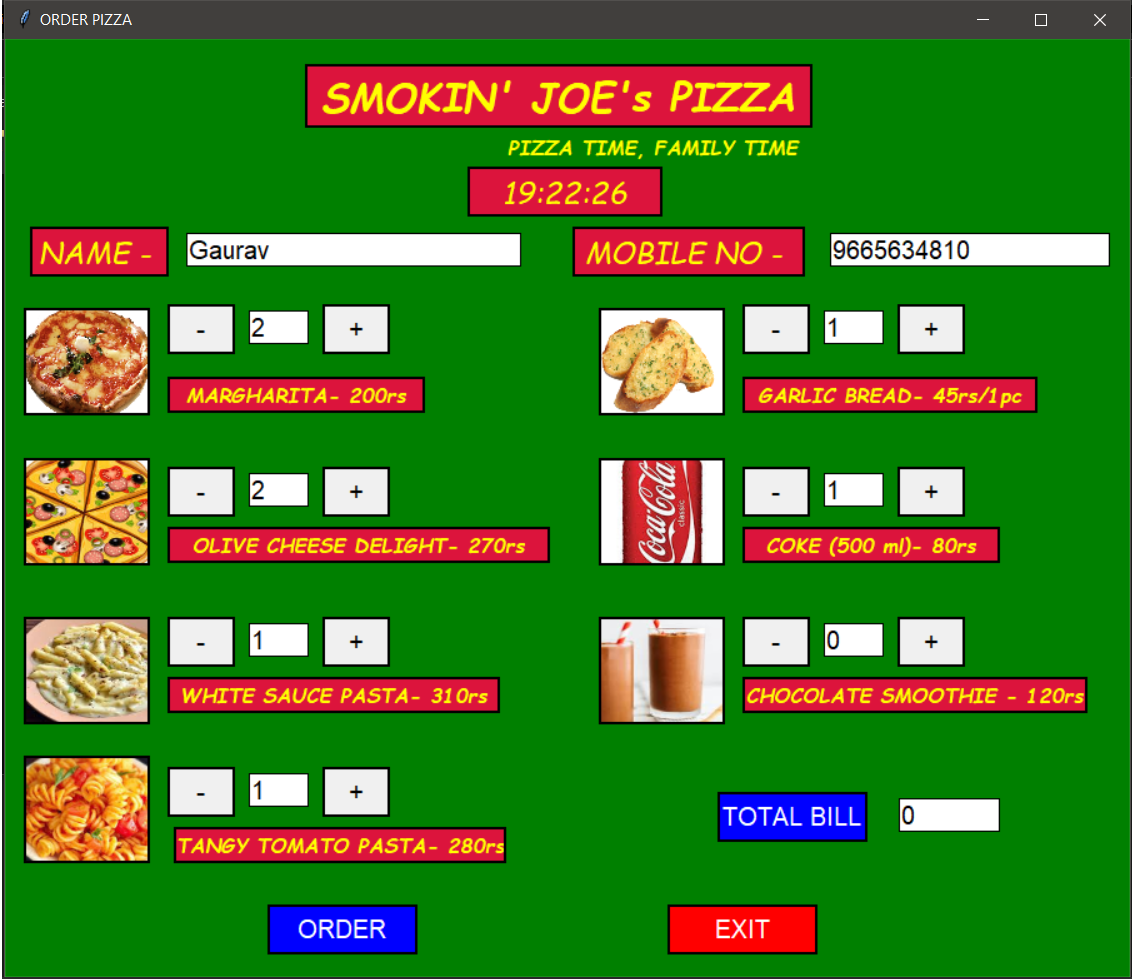 ORDER PIZZA
SMOKIN' JOE's PIZZA
PIZZA TIME, FAMILY TIME
19:22:26
NAME - Gaurav MOBILE NO - 9665634810
- 2 + - 1 +
MARGHARITA- 200rs GARLIC BREAD- 45rs/1pc
- 2 + - 1 +
Coca-Cola
classic
OLIVE CHEESE DELIGHT- 270rs COKE (500 ml)- 80rs
- 1 + - 0 +
WHITE SAUCE PASTA- 310rs CHOCOLATE SMOOTHIE - 120rs
- 1 +
TOTAL BILL 0
TANGY TOMATO PASTA- 280rs
ORDER EXIT